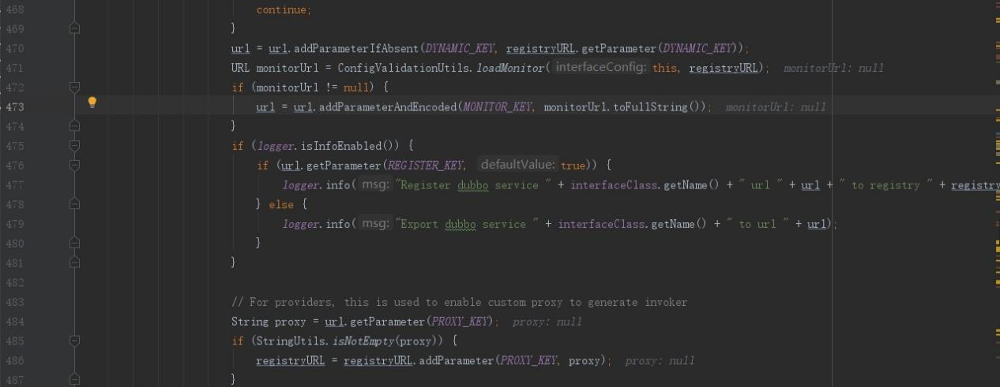 468 continue;
469 }
470 url = url.addParameterIfAbsent(DYNAMIC_KEY, registryURL.getParameter(DYNAMIC_KEY));
471 URL monitorUrl = ConfigValidationUtils.loadMonitor( interfaceConfig: this, registryURL); monitorUrl: null
472 if (monitorUrl != null) {
473 url = url.addParameterAndEncoded(MONITOR_KEY, monitorUrl.toFullString()); monitorUrl: null
474 }
475 if (logger.isInfoEnabled()) {
476 if (url.getParameter(REGISTER_KEY, defaultValue: true)) {
477 logger.info( msg: "Register dubbo service " + interfaceClass.getName() + " url " + url + " to registry " + registry
478 } else {
479 logger.info( msg: "Export dubbo service " + interfaceClass.getName() + " to url " + url);
480 }
481 }
482
483 // For providers, this is used to enable custom proxy to generate invoker
484 String proxy = url.getParameter(PROXY_KEY); proxy: null
485 if (StringUtils.isNotEmpty(proxy)) {
486 registryURL = registryURL.addParameter(PROXY_KEY, proxy); proxy: null
487 }